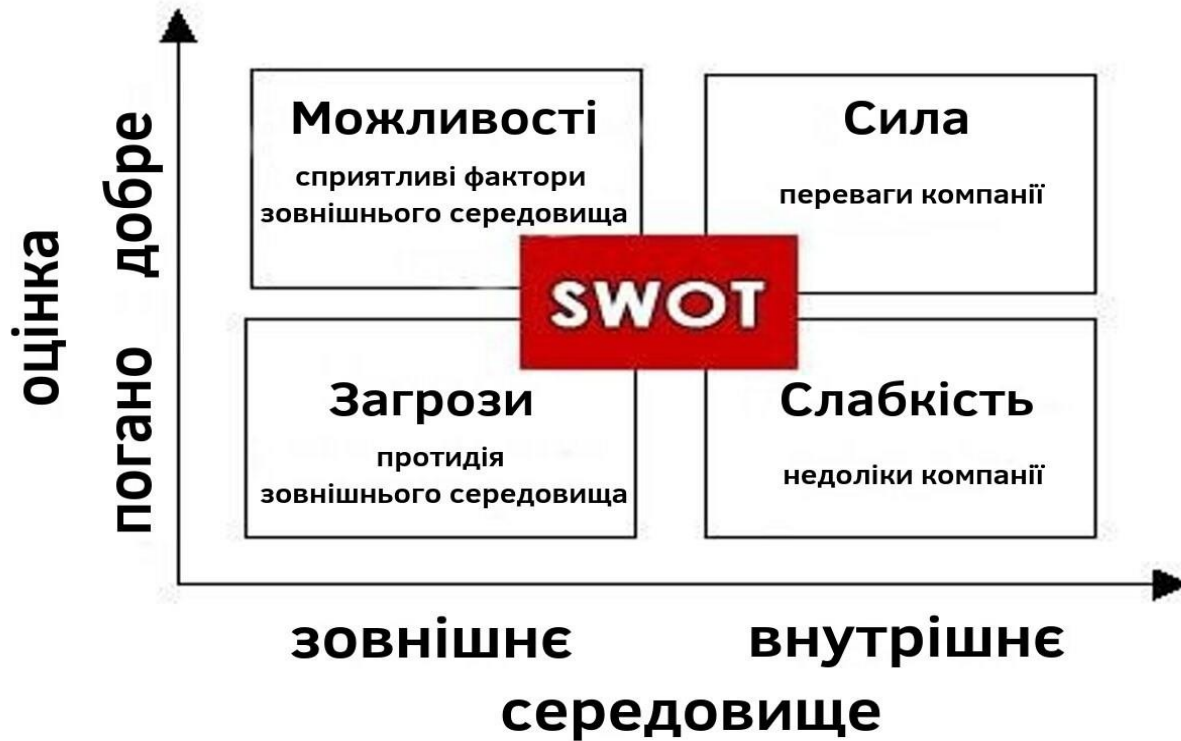 оцінка
погано добре
Можливості
сприятливі фактори
зовнішнього середовища
Сила
переваги компанії
SWOT
Загрози
протидія
зовнішнього середовища
Слабкість
недоліки компанії
зовнішнє внутрішнє
середовище